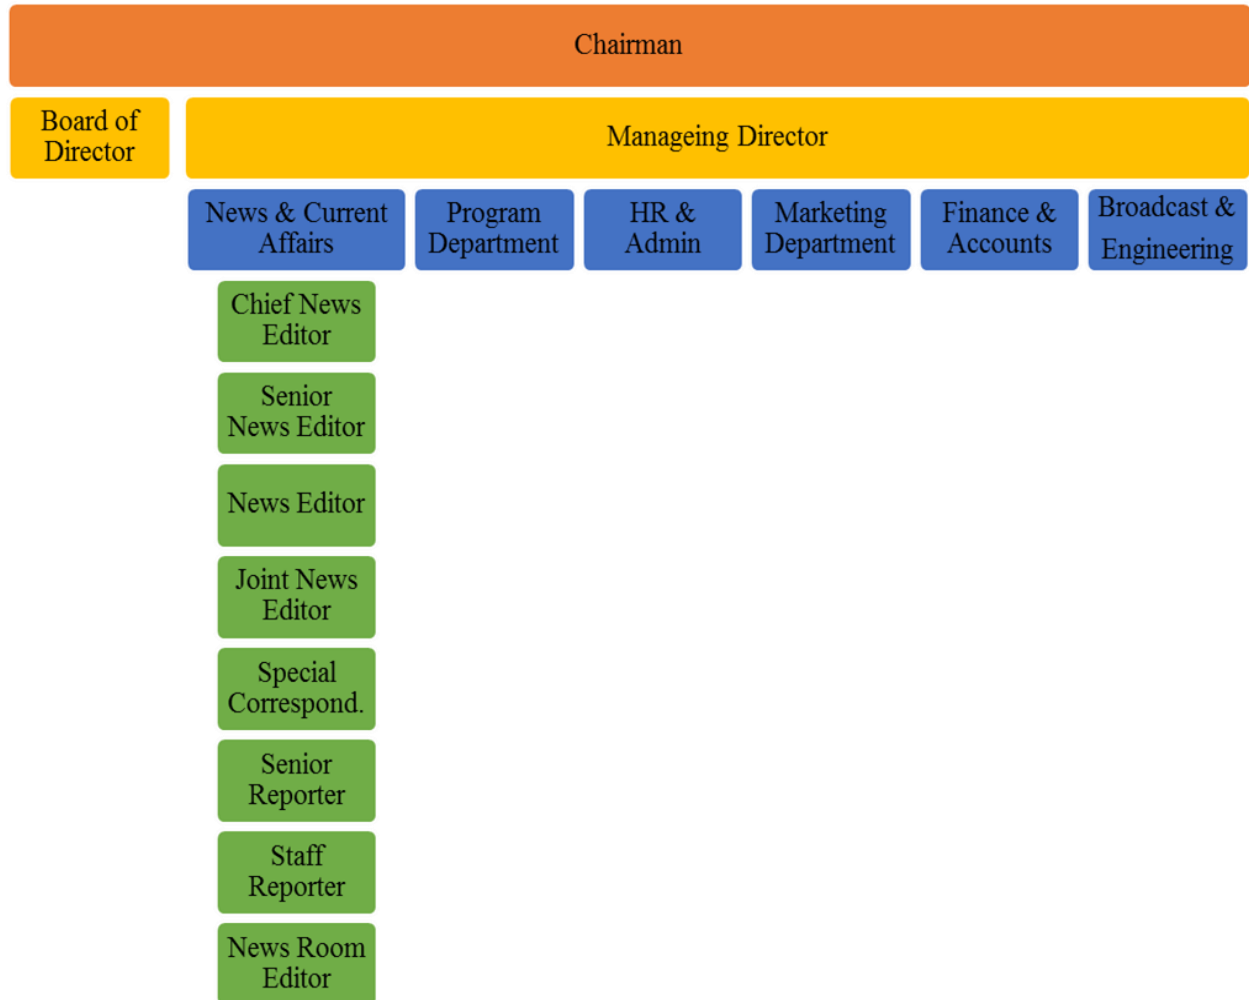 Chairman
Board of
Director
Manageing Director
News & Current
Affairs
Program
Department
HR &
Admin
Marketing
Department
Finance &
Accounts
Broadcast &
Engineering
Chief News
Editor
Senior
News Editor
News Editor
Joint News
Editor
Special
Correspond.
Senior
Reporter
Staff
Reporter
News Room
Editor